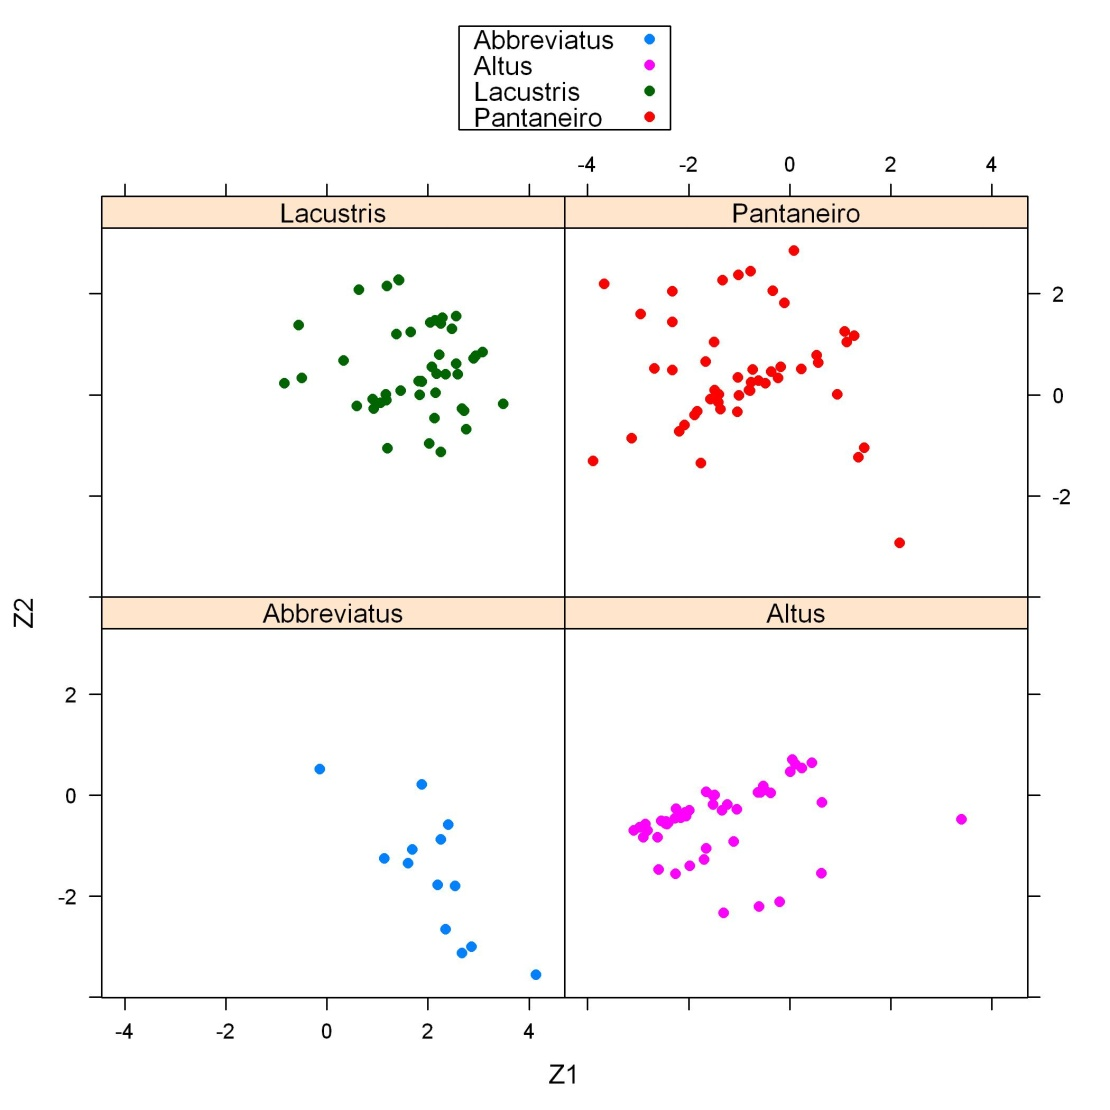 Abbreviatus
Altus
Lacustris
Pantaneiro
-4 -2 0 2 4
Lacustris Pantaneiro
2
0
-2
Z2
Abbreviatus Altus
2
0
-2
-4 -2 0 2 4
Z1